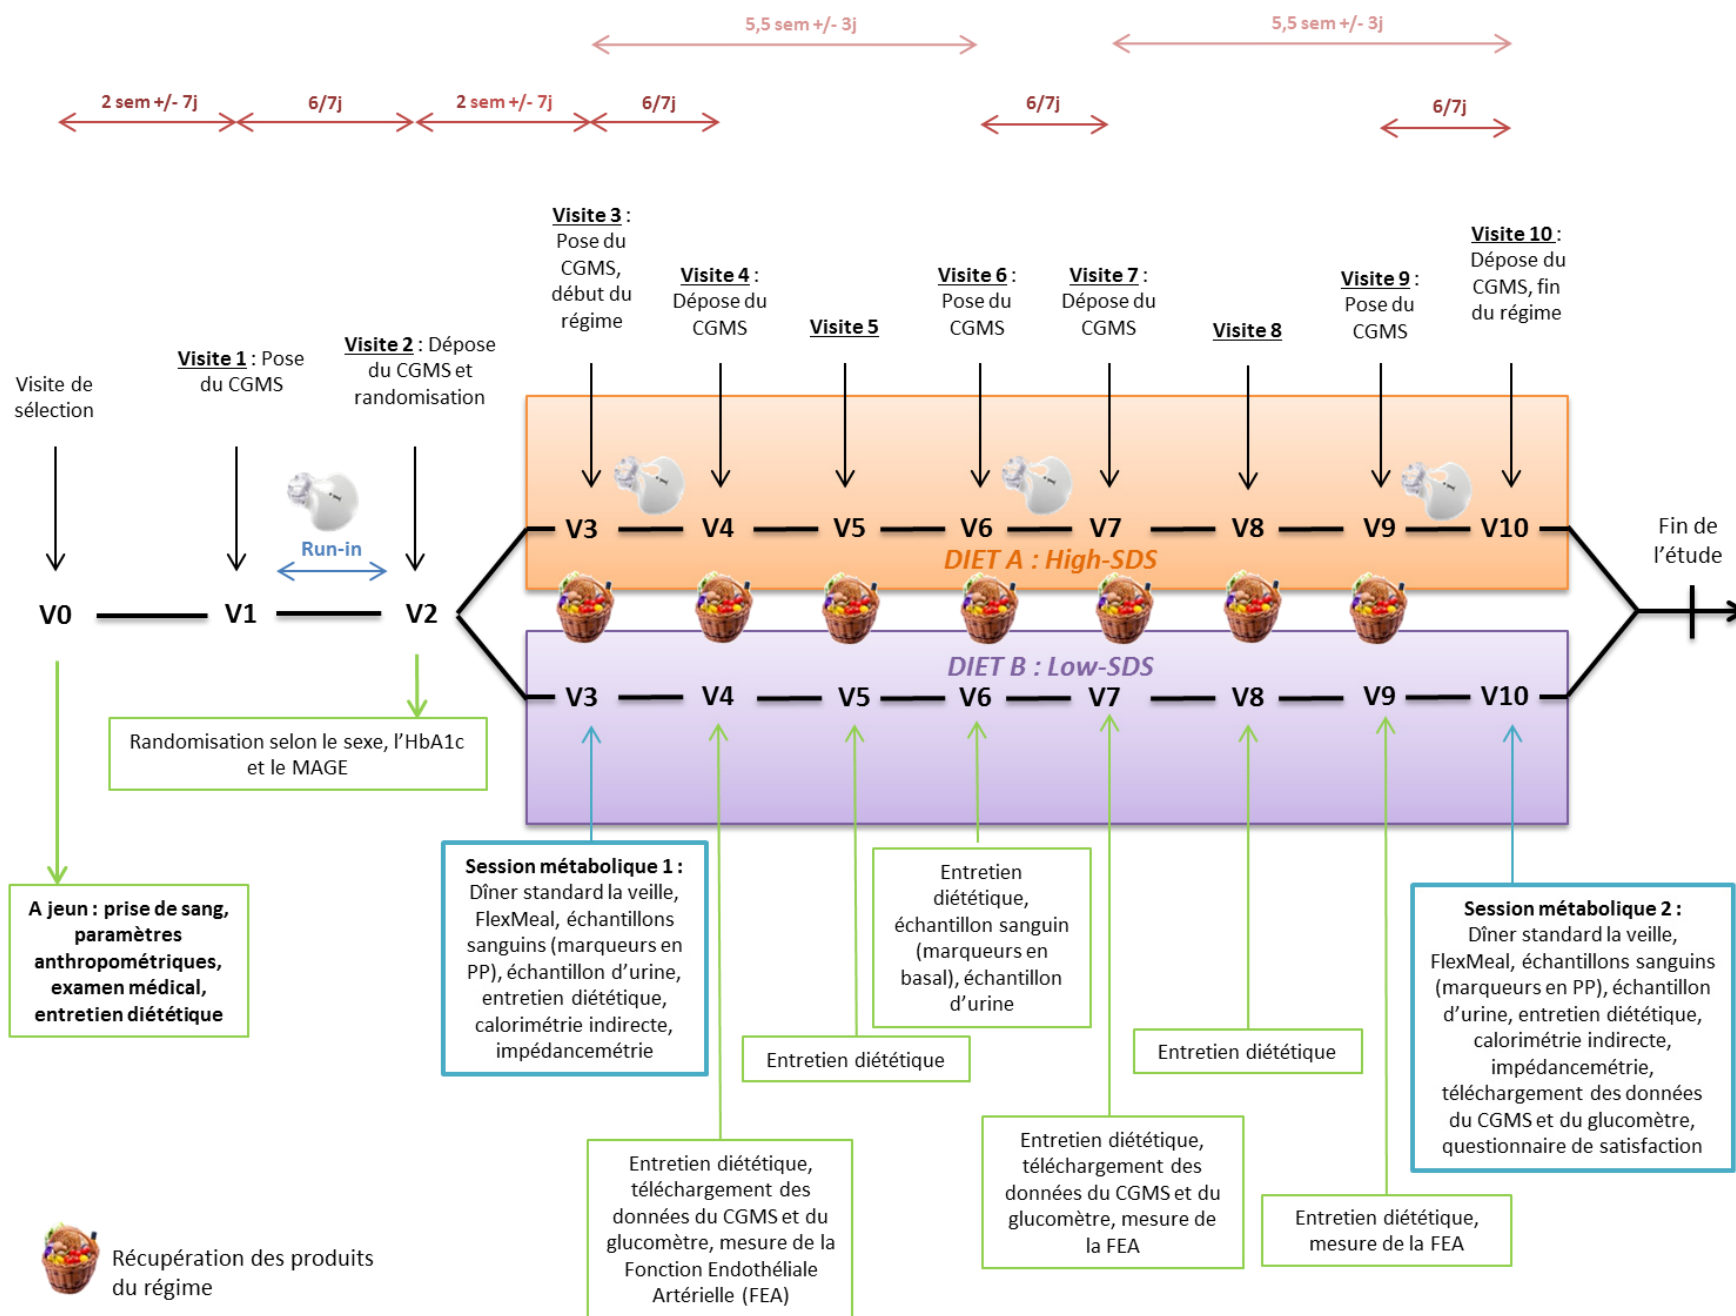 5,5 sem +/- 3j
5,5 sem +/- 3j
2 sem +/- 7j
6/7j
2 sem +/- 7j
6/7j
6/7j
6/7j
Visite de
sélection
Visite 1 : Pose
du CGMS
Visite 2 : Dépose
du CGMS et
randomisation
Visite 3 :
Pose du
CGMS,
début du
régime
Visite 4 :
Dépose du
CGMS
Visite 5
Visite 6 :
Pose du
CGMS
Visite 7 :
Dépose du
CGMS
Visite 8
Visite 9 :
Pose du
CGMS
Visite 10 :
Dépose du
CGMS, fin
du régime
Run-in
V0
V1
V2
V3
V4
V5
V6
V7
V8
V9
V10
DIET A : High-SDS
Fin de
l'étude
DIET B : Low-SDS
V3
V4
V5
V6
V7
V8
V9
V10
Randomisation selon le sexe, l'HbA1c
et le MAGE
A jeun : prise de sang,
paramètres
anthropométriques,
examen médical,
entretien diététique
Session métabolique 1 :
Dîner standard la veille,
FlexMeal, échantillons
sanguins (marqueurs en
PP), échantillon d'urine,
entretien diététique,
calorimétrie indirecte,
impédancemétrie
Entretien diététique,
téléchargement des
données du CGMS et du
glucomètre, mesure de la
Fonction Endothéliale
Artérielle (FEA)
Entretien diététique
Entretien
diététique,
échantillon sanguin
(marqueurs en
basal), échantillon
d'urine
Entretien diététique,
téléchargement des
données du CGMS et du
glucomètre, mesure de
la FEA
Entretien diététique
Entretien diététique,
mesure de la FEA
Session métabolique 2 :
Dîner standard la veille,
FlexMeal, échantillons sanguins
(marqueurs en PP), échantillon
d'urine, entretien diététique,
calorimétrie indirecte,
impédancemétrie,
téléchargement des données
du CGMS et du glucomètre,
questionnaire de satisfaction
Récupération des produits
du régime